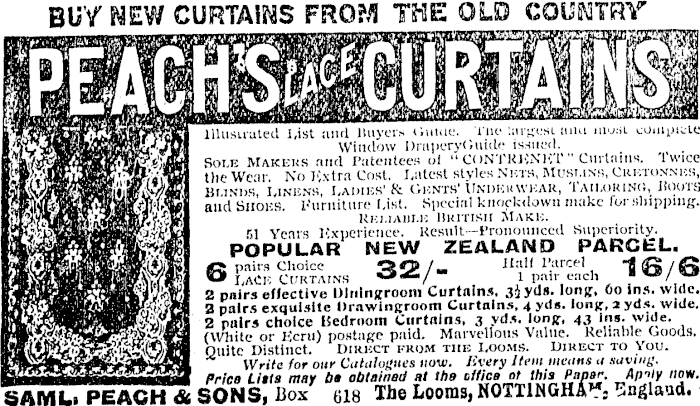 BUY NEW CURTAINS FROM THE OLD COUNTRY
PEACH'S LACE CURTAINS
Illustrated List and Buyers Guide. The largest and most complete
Window Drapery Guide issued.
SOLE MAKERS and Patentees of "CONTRENET" Curtains. Twice
the Wear. No Extra Cost. Latest styles NETS, MUSLINS, CRETONNES,
BLINDS, LINENS, LADIES' & GENTS' UNDERWEAR, TAILORING, BOOTS
and SHOES. Furniture List. Special knockdown make for shipping.
RELIABLE BRITISH MAKE.
51 Years Experience. Result—Pronounced Superiority.
POPULAR NEW ZEALAND PARCEL.
6 pairs Choice LACE CURTAINS 32/- Half Parcel 1 pair each 16/6
2 pairs effective Diningroom Curtains, 3½ yds. long, 60 ins. wide.
2 pairs exquisite Drawingroom Curtains, 4 yds. long, 2 yds. wide.
2 pairs choice Bedroom Curtains, 3 yds. long, 43 ins. wide.
(White or Ecru) postage paid. Marvellous Value. Reliable Goods.
Quite Distinct. DIRECT FROM THE LOOMS. DIRECT TO YOU.
Write for our Catalogues now. Every Item means a saving.
Price Lists may be obtained at the office of this Paper. Apply now.
SAML. PEACH & SONS, Box 618 The Looms, NOTTINGHAM, England.